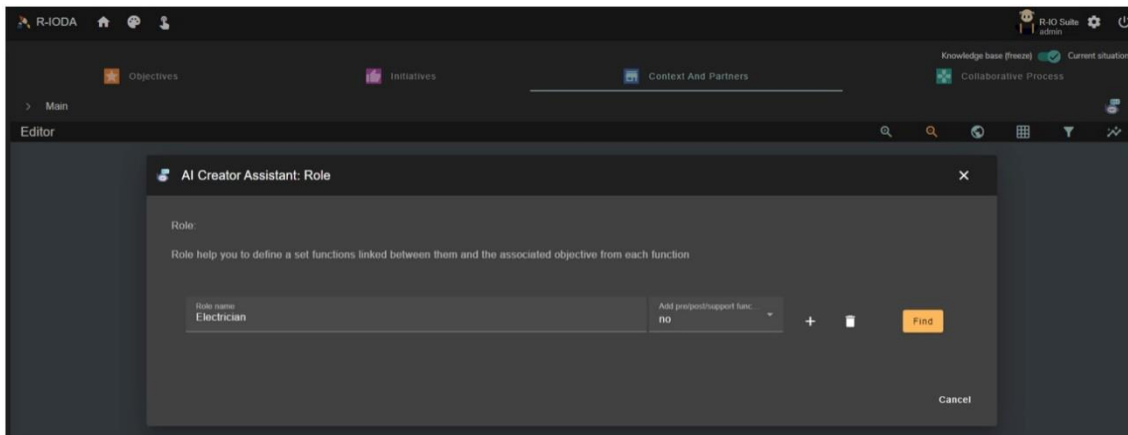 R-IODA
R-IO Suite
admin
Knowledge base (freeze) Current situation
Objectives Initiatives Context And Partners Collaborative Process
> Main
Editor
AI Creator Assistant: Role
Role:
Role help you to define a set functions linked between them and the associated objective from each function
Role name Add pre/post/support func...
Electrician no + Find
Cancel